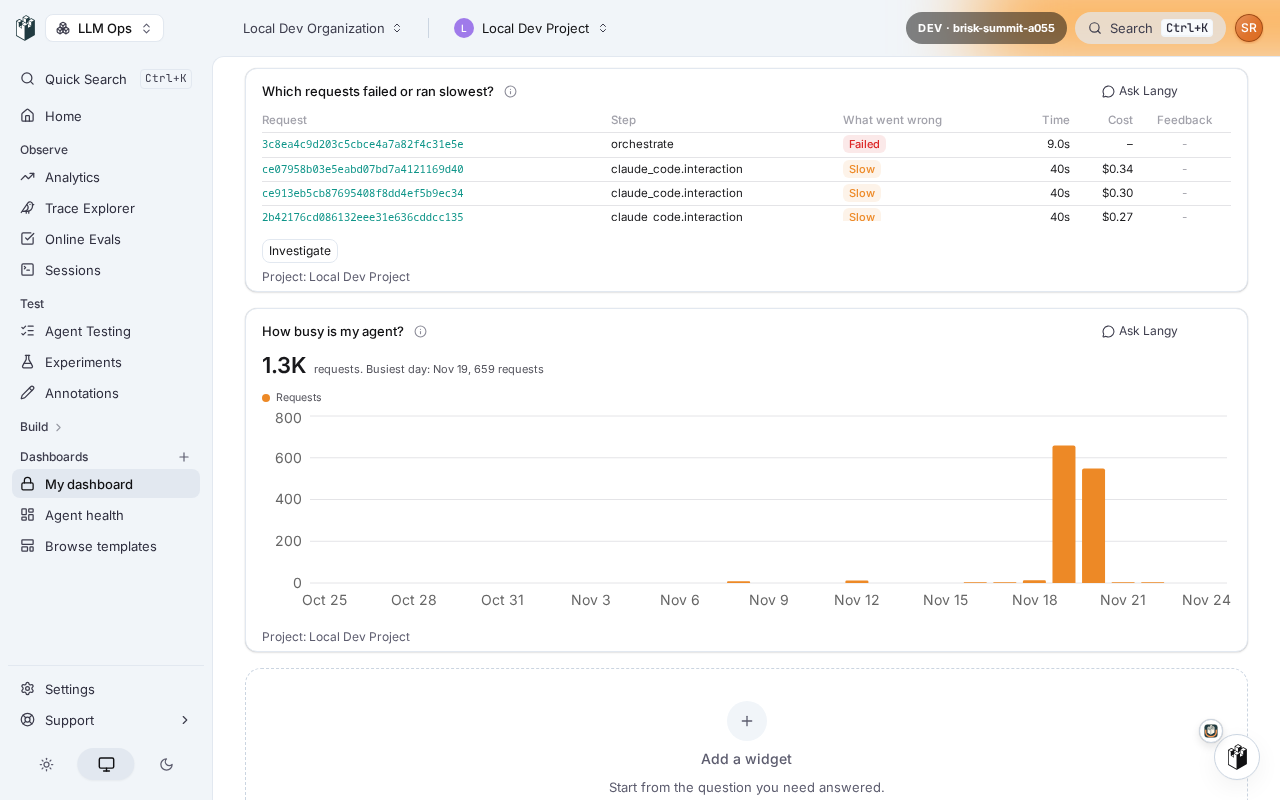 LLM Ops
Local Dev Organization
L
Local Dev Project
DEV · brisk-summit-a055
Search Ctrl+K
SR
Quick Search Ctrl+K
Home
Observe
Analytics
Trace Explorer
Online Evals
Sessions
Test
Agent Testing
Experiments
Annotations
Build
Dashboards
My dashboard
Agent health
Browse templates
Settings
Support
Which requests failed or ran slowest?
Ask Langy
Request Step What went wrong Time Cost Feedback
3c8ea4c9d203c5cbce4a7a82f4c31e5e orchestrate Failed 9.0s – -
ce07958b03e5eabd07bd7a4121169d40 claude_code.interaction Slow 40s $0.34 -
ce913eb5cb87695408f8dd4ef5b9ec34 claude_code.interaction Slow 40s $0.30 -
2b42176cd086132eee31e636cddcc135 claude_code.interaction Slow 40s $0.27 -
Investigate
Project: Local Dev Project
How busy is my agent?
Ask Langy
1.3K requests. Busiest day: Nov 19, 659 requests
Requests
800
600
400
200
0
Oct 25 Oct 28 Oct 31 Nov 3 Nov 6 Nov 9 Nov 12 Nov 15 Nov 18 Nov 21 Nov 24
Project: Local Dev Project
Add a widget
Start from the question you need answered.